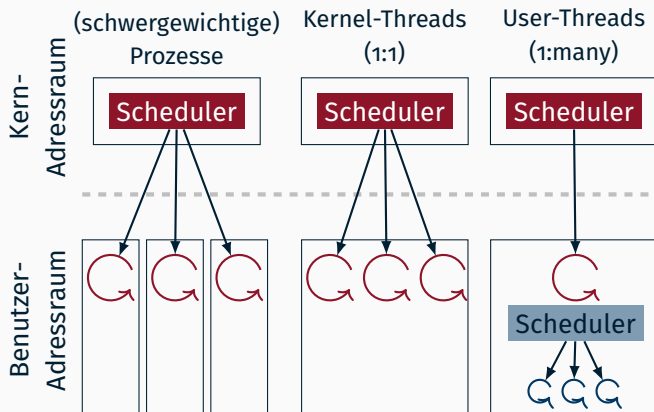 (schwergewichtige)
Prozesse
Kernel-Threads
(1:1)
User-Threads
(1:many)
Kern-
Adressraum
Scheduler
Scheduler
Scheduler
Benutzer-
Adressraum
Scheduler